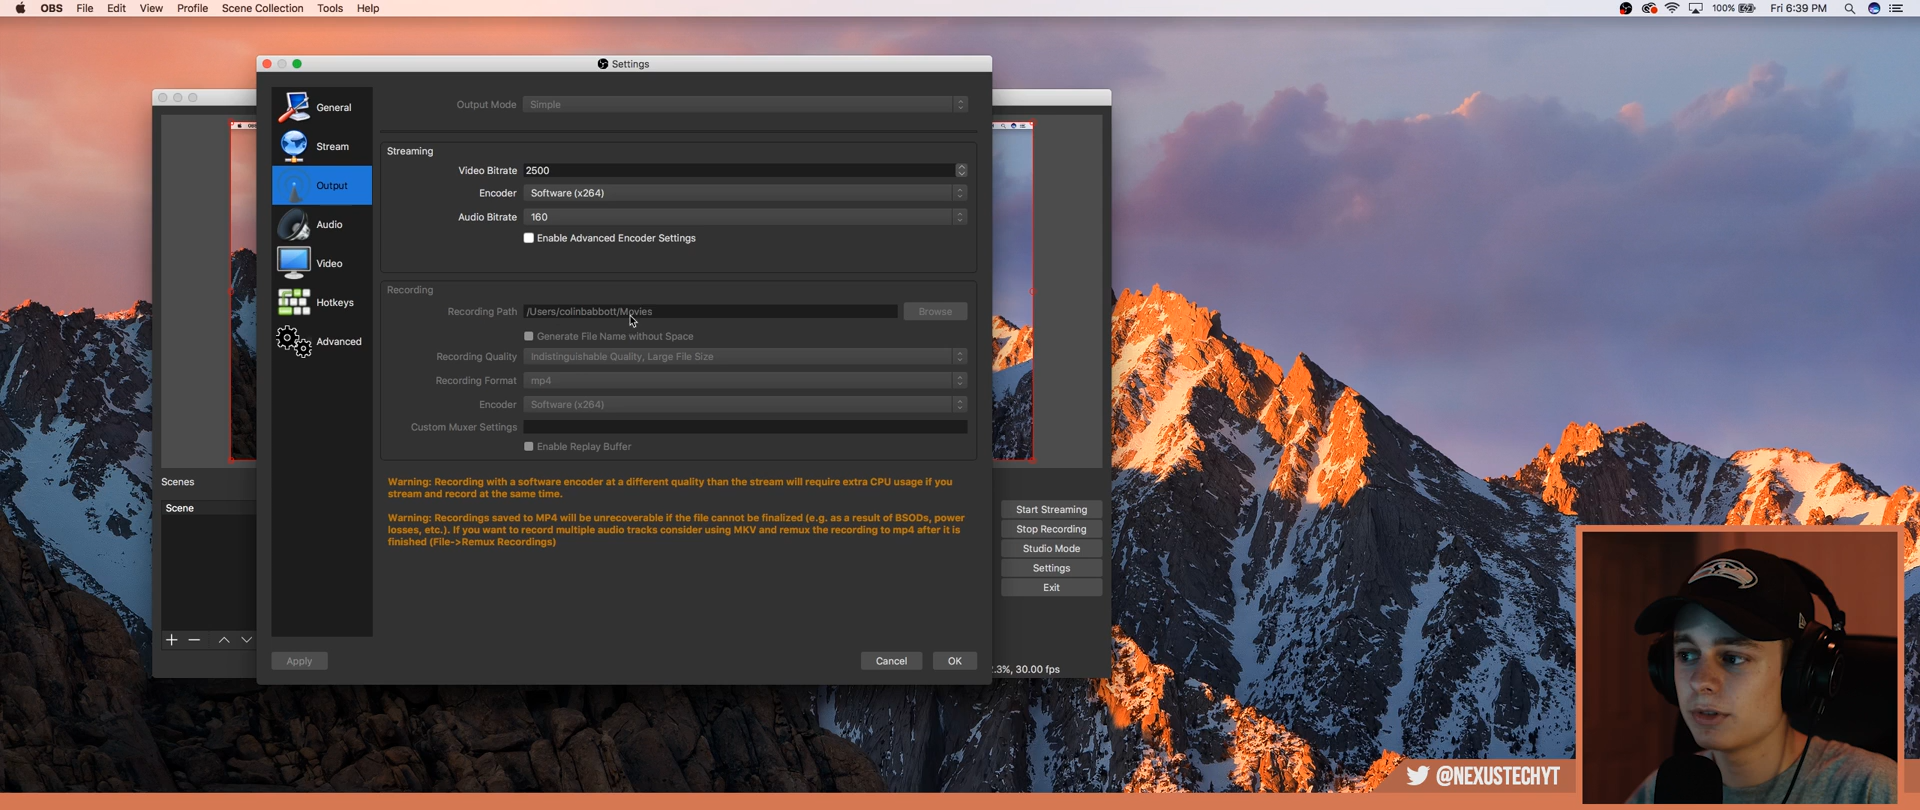 OBS File Edit View Profile Scene Collection Tools Help
100% Fri 6:39 PM
Settings
General
Stream
Output
Audio
Video
Hotkeys
Advanced
Output Mode Simple
Streaming
Video Bitrate 2500
Encoder Software (x264)
Audio Bitrate 160
Enable Advanced Encoder Settings
Recording
Recording Path /Users/colinbabbott/Movies Browse
Generate File Name without Space
Recording Quality Indistinguishable Quality, Large File Size
Recording Format mp4
Encoder Software (x264)
Custom Muxer Settings
Enable Replay Buffer
Warning: Recording with a software encoder at a different quality than the stream will require extra CPU usage if you
stream and record at the same time.
Warning: Recordings saved to MP4 will be unrecoverable if the file cannot be finalized (e.g. as a result of BSODs, power
losses, etc.). If you want to record multiple audio tracks consider using MKV and remux the recording to mp4 after it is
finished (File->Remux Recordings)
Apply Cancel OK
Scenes
Scene
Start Streaming
Stop Recording
Studio Mode
Settings
Exit
.3%, 30.00 fps
@NEXUSTECHYT